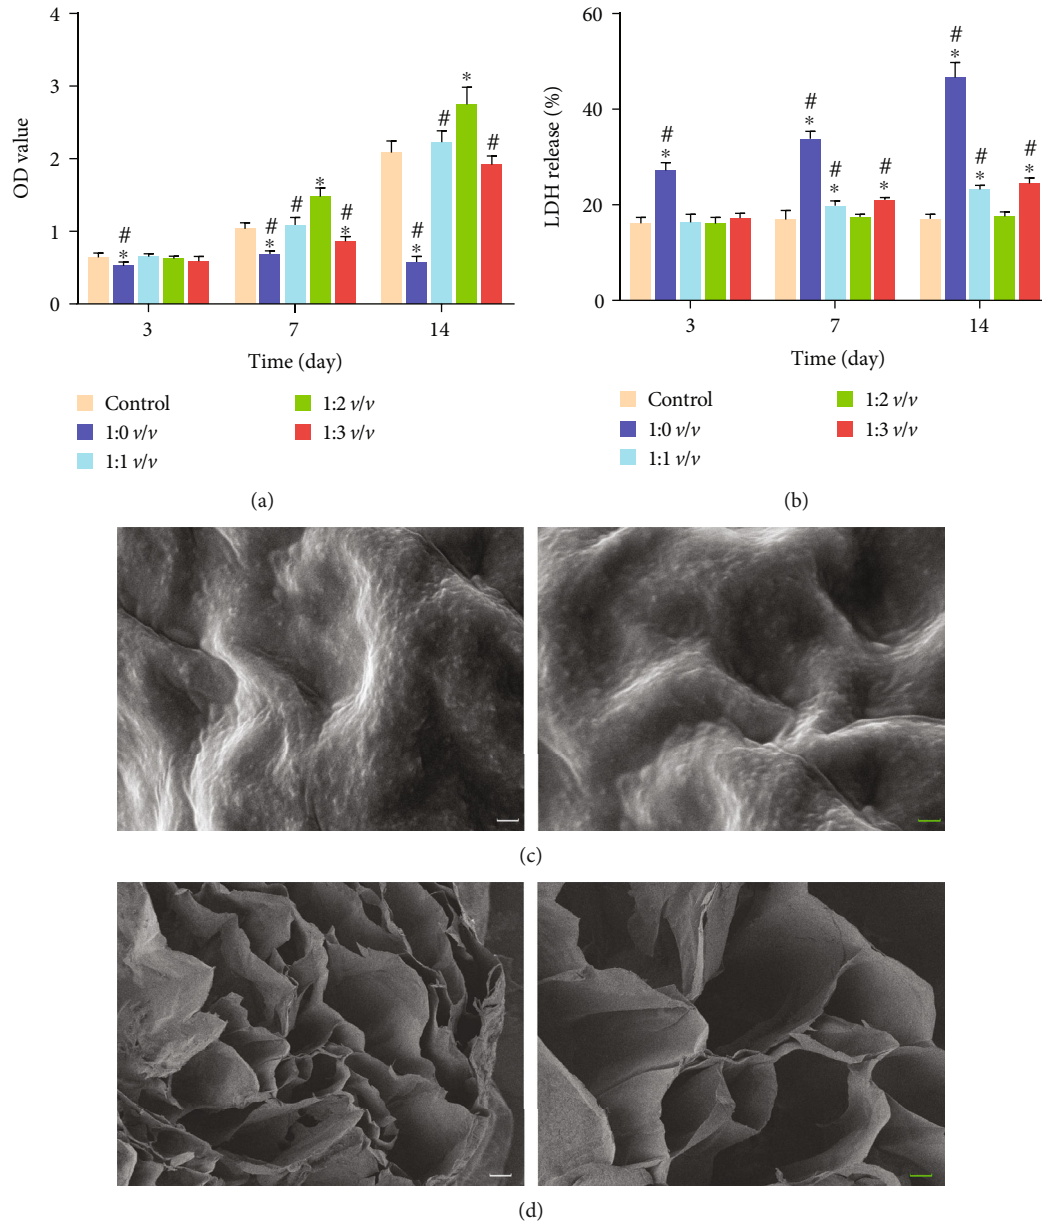 4
3
2
1
0
OD value
#
*
#
*
#
*
#
*
#
*
#
*
#
3 7 14
Time (day)
Control
1:0 v/v
1:1 v/v
1:2 v/v
1:3 v/v
(a)
60
40
20
0
LDH release (%)
#
*
#
*
#
*
#
*
#
*
#
*
#
*
3 7 14
Time (day)
Control
1:0 v/v
1:1 v/v
1:2 v/v
1:3 v/v
(b)
(c)
(d)